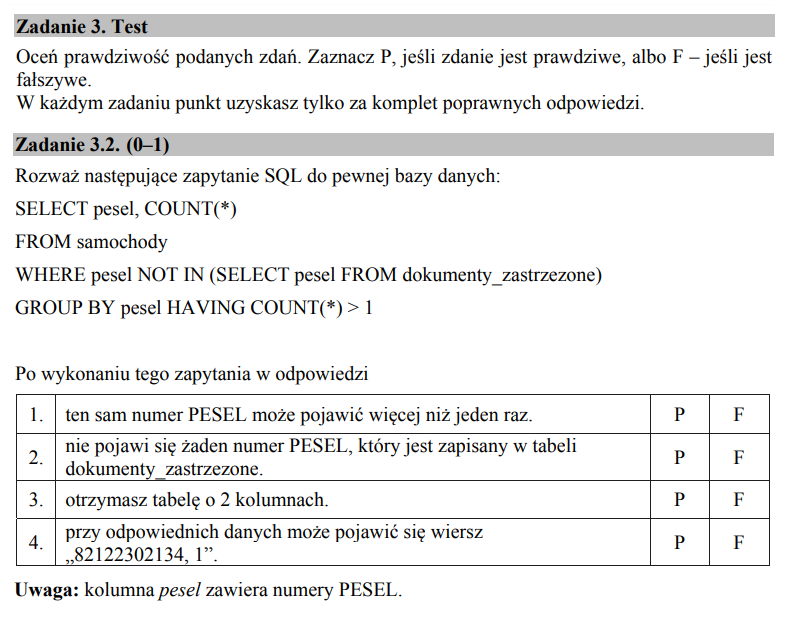 Zadanie 3. Test
Oceń prawdziwość podanych zdań. Zaznacz P, jeśli zdanie jest prawdziwe, albo F – jeśli jest
fałszywe.
W każdym zadaniu punkt uzyskasz tylko za komplet poprawnych odpowiedzi.
Zadanie 3.2. (0–1)
Rozważ następujące zapytanie SQL do pewnej bazy danych:
SELECT pesel, COUNT(*)
FROM samochody
WHERE pesel NOT IN (SELECT pesel FROM dokumenty_zastrzezone)
GROUP BY pesel HAVING COUNT(*) > 1
Po wykonaniu tego zapytania w odpowiedzi
1. ten sam numer PESEL może pojawić więcej niż jeden raz. P F
2. nie pojawi się żaden numer PESEL, który jest zapisany w tabeli
dokumenty_zastrzezone. P F
3. otrzymasz tabelę o 2 kolumnach. P F
4. przy odpowiednich danych może pojawić się wiersz
„82122302134, 1”. P F
Uwaga: kolumna pesel zawiera numery PESEL.